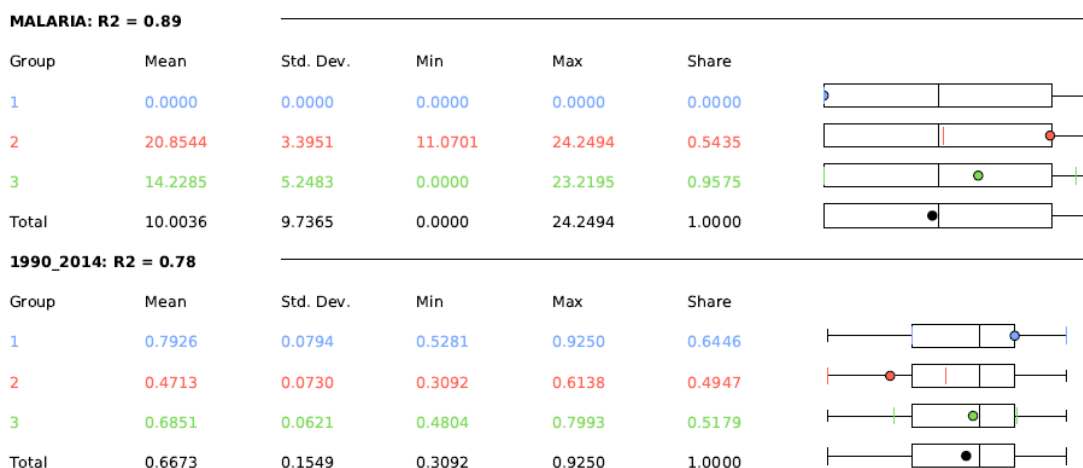 MALARIA: R2 = 0.89
Group Mean Std. Dev. Min Max Share
1 0.0000 0.0000 0.0000 0.0000 0.0000
2 20.8544 3.3951 11.0701 24.2494 0.5435
3 14.2285 5.2483 0.0000 23.2195 0.9575
Total 10.0036 9.7365 0.0000 24.2494 1.0000
1990_2014: R2 = 0.78
Group Mean Std. Dev. Min Max Share
1 0.7926 0.0794 0.5281 0.9250 0.6446
2 0.4713 0.0730 0.3092 0.6138 0.4947
3 0.6851 0.0621 0.4804 0.7993 0.5179
Total 0.6673 0.1549 0.3092 0.9250 1.0000